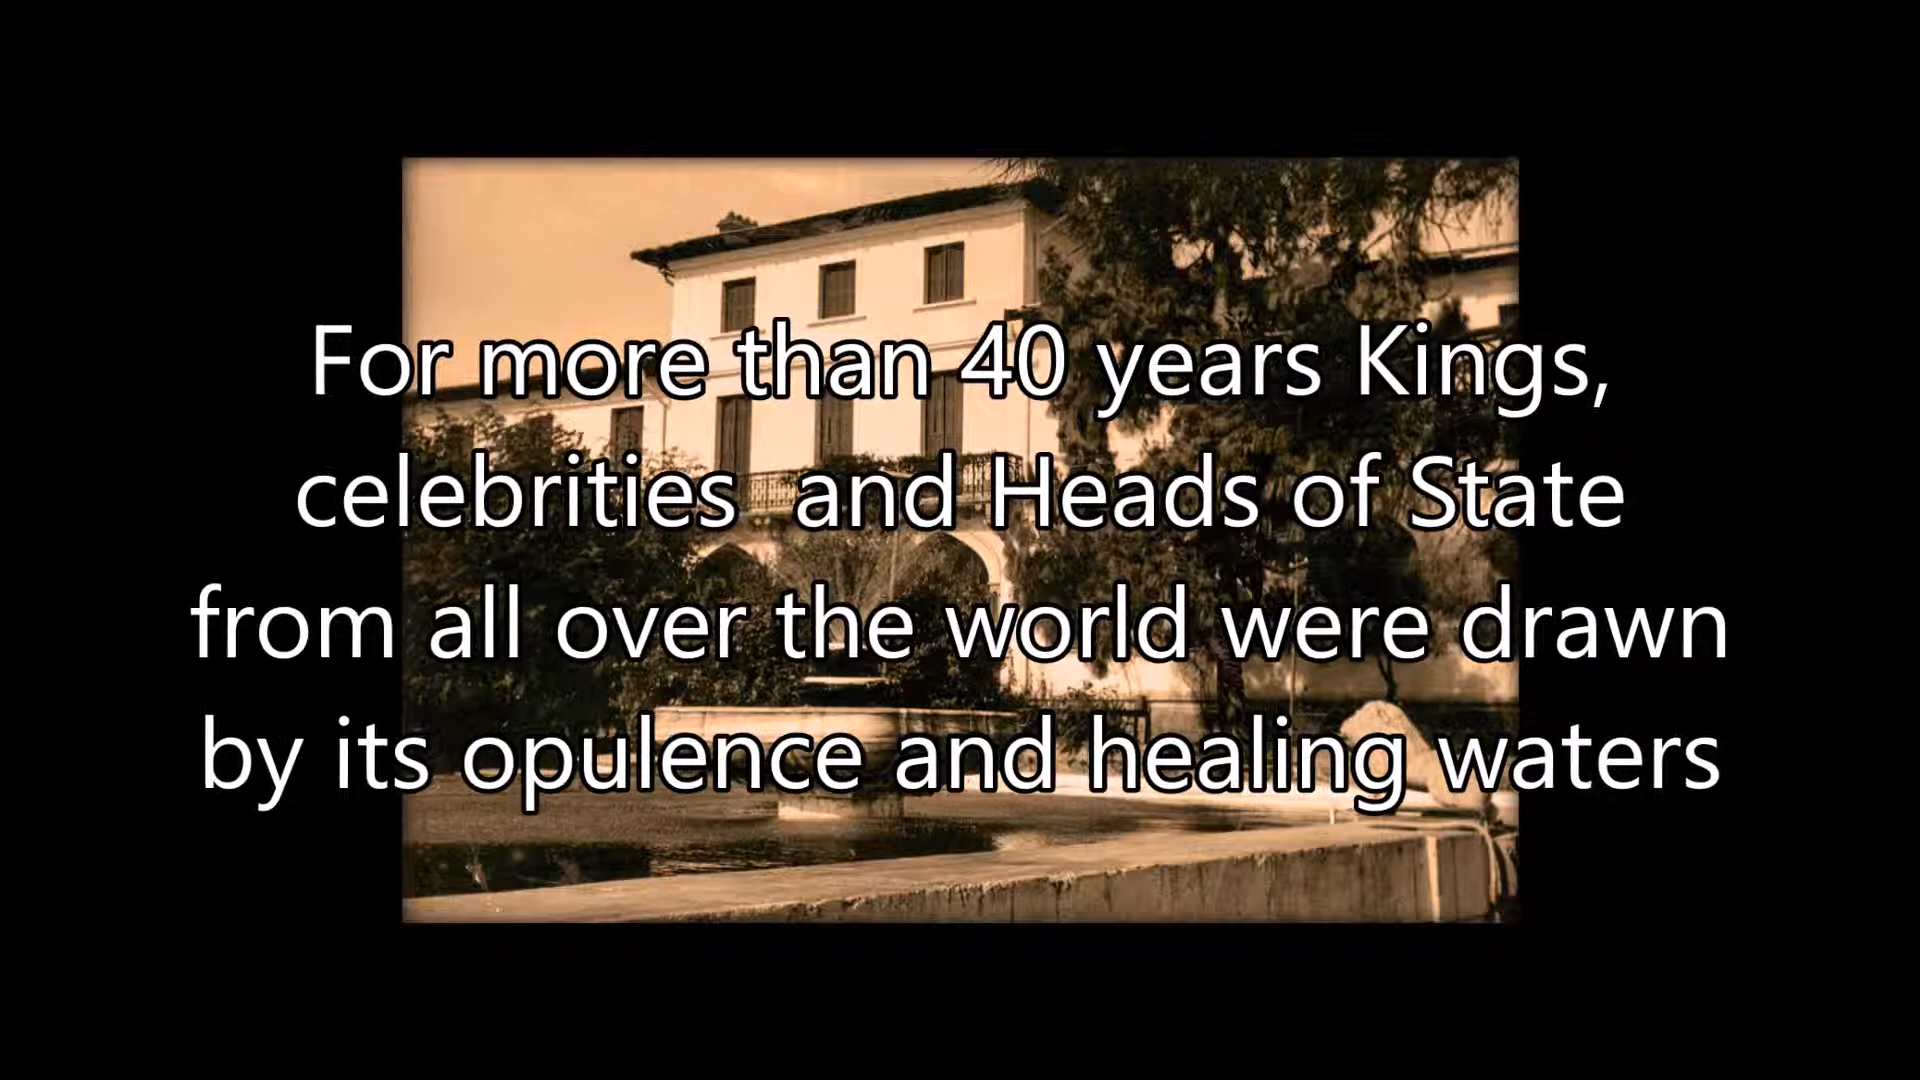 For more than 40 years Kings,
celebrities  and Heads of State
from all over the world were drawn
by its opulence and healing waters